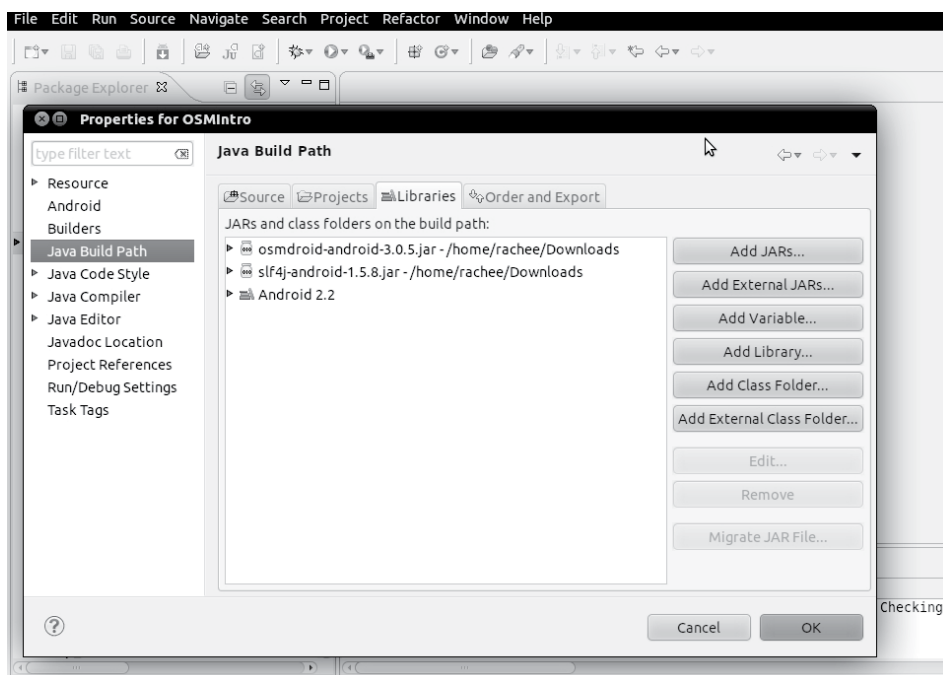 File Edit Run Source Navigate Search Project Refactor Window Help
Package Explorer
Properties for OSMIntro
type filter text
Resource
Android
Builders
Java Build Path
Java Code Style
Java Compiler
Java Editor
Javadoc Location
Project References
Run/Debug Settings
Task Tags
Java Build Path
Source Projects Libraries Order and Export
JARs and class folders on the build path:
osmdroid-android-3.0.5.jar - /home/rachee/Downloads
slf4j-android-1.5.8.jar - /home/rachee/Downloads
Android 2.2
Add JARs...
Add External JARs...
Add Variable...
Add Library...
Add Class Folder...
Add External Class Folder...
Edit...
Remove
Migrate JAR File...
Checking
Cancel OK